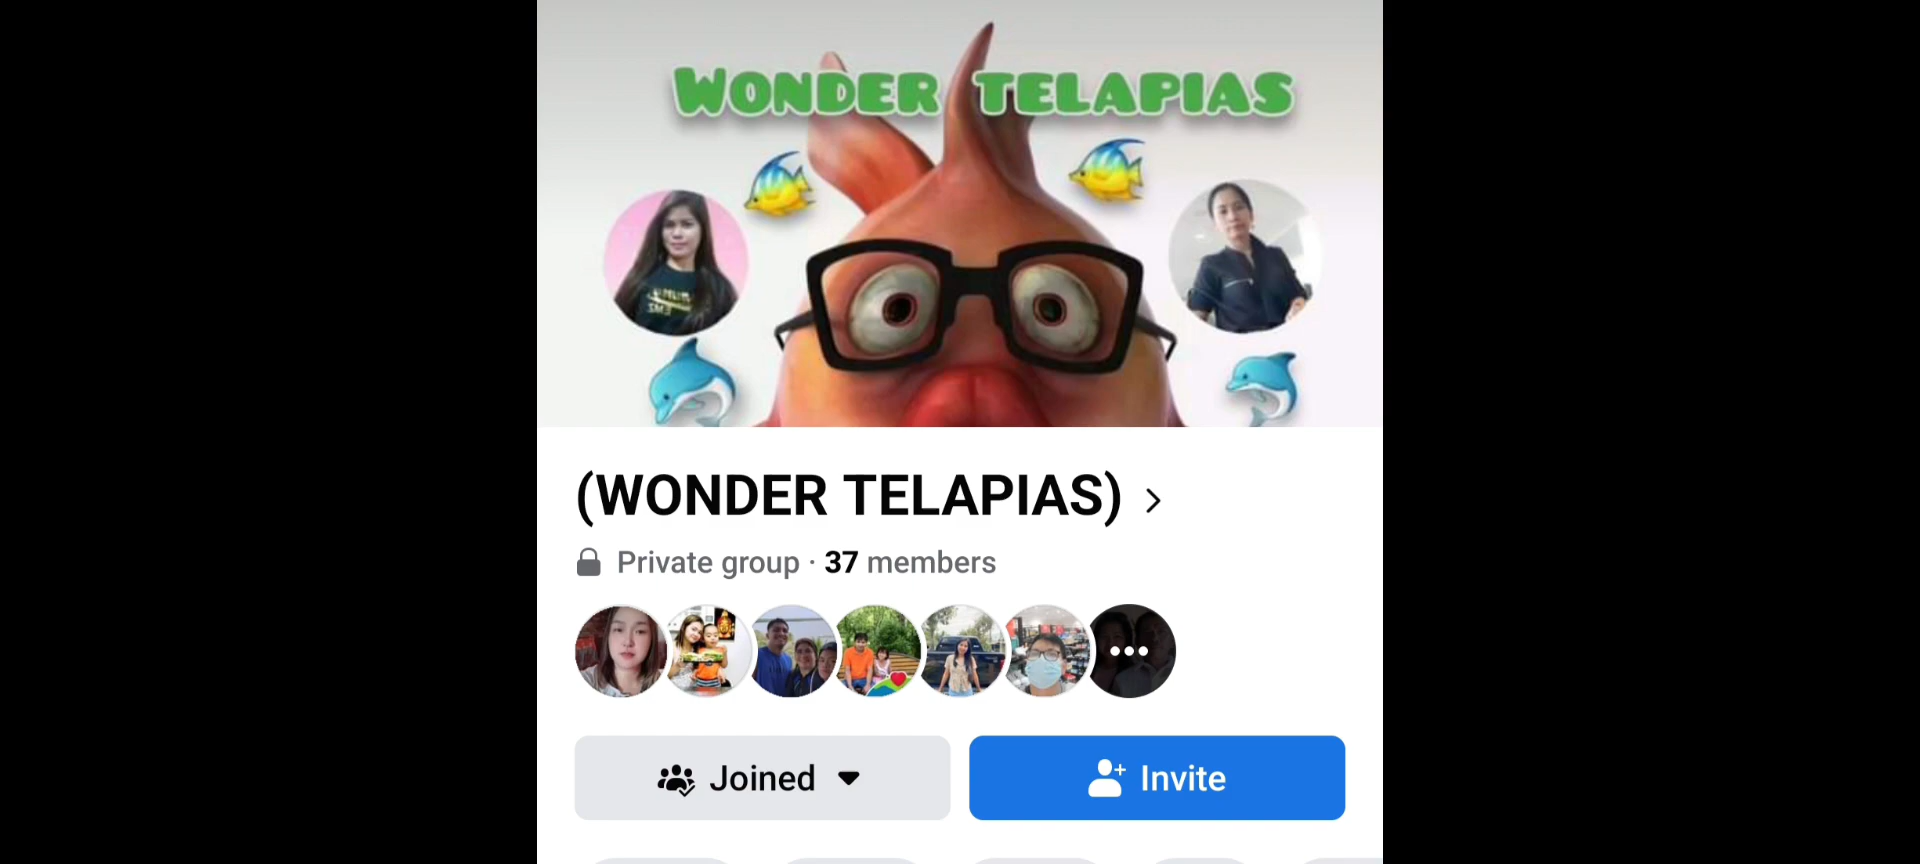 WONDER TELAPIAS
(WONDER TELAPIAS)
Private group · 37 members
Joined
Invite